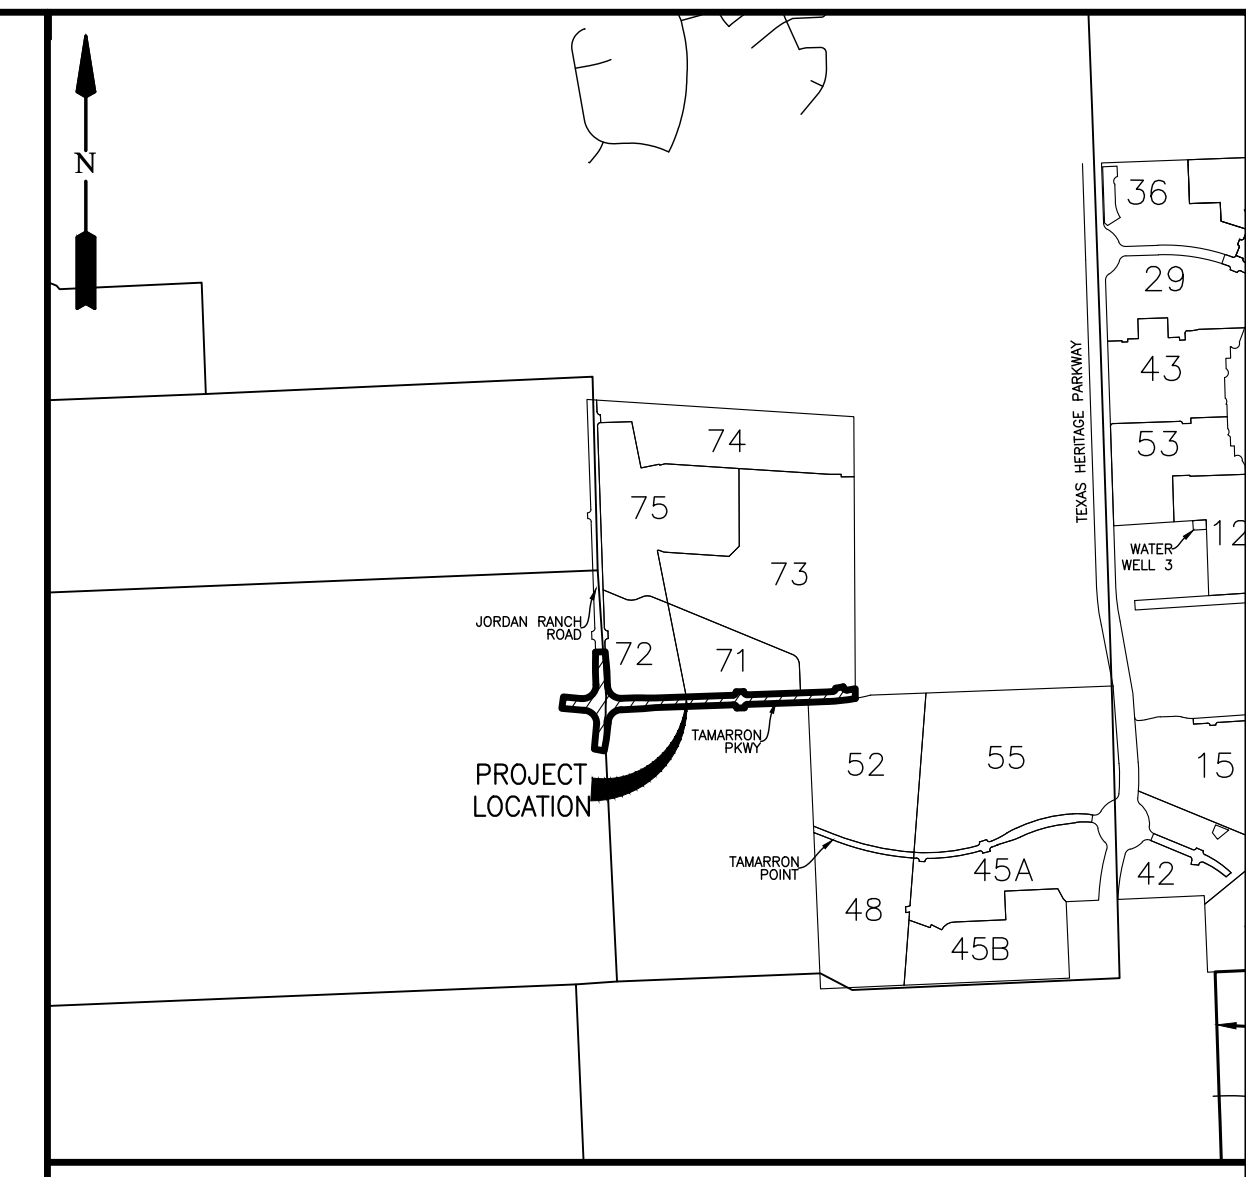 N
36
29
TEXAS HERITAGE PARKWAY
43
74
53
75
12
WATER
WELL 3
73
JORDAN RANCH
ROAD
72
71
TAMARRON
PKWY
52
55
15
PROJECT
LOCATION
TAMARRON
POINT
45A
42
48
45B